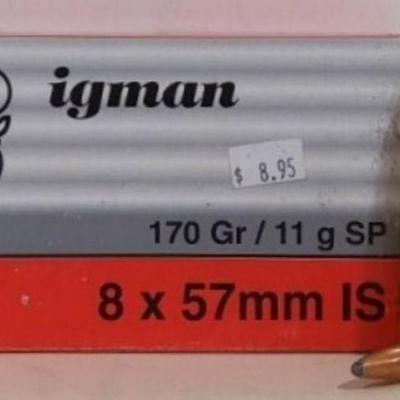 igman
$ 8.95
170 Gr / 11 g SP
8 x 57mm IS